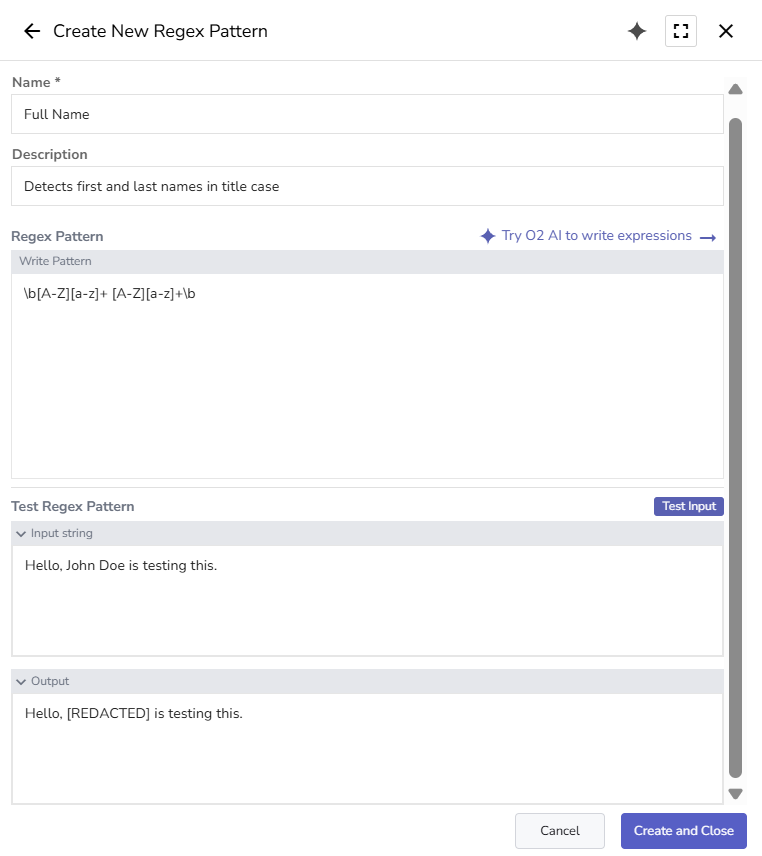 Create New Regex Pattern
Name *
Full Name
Description
Detects first and last names in title case
Regex Pattern
Try O2 AI to write expressions
Write Pattern
\b[A-Z][a-z]+ [A-Z][a-z]+\b
Test Regex Pattern
Test Input
Input string
Hello, John Doe is testing this.
Output
Hello, [REDACTED] is testing this.
Cancel
Create and Close